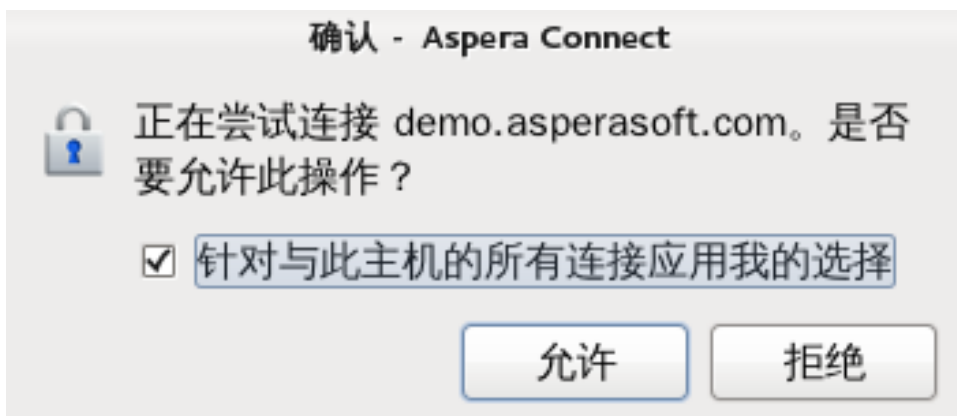 确认 - Aspera Connect
正在尝试连接 demo.asperasoft.com。是否
要允许此操作？
针对与此主机的所有连接应用我的选择
允许
拒绝